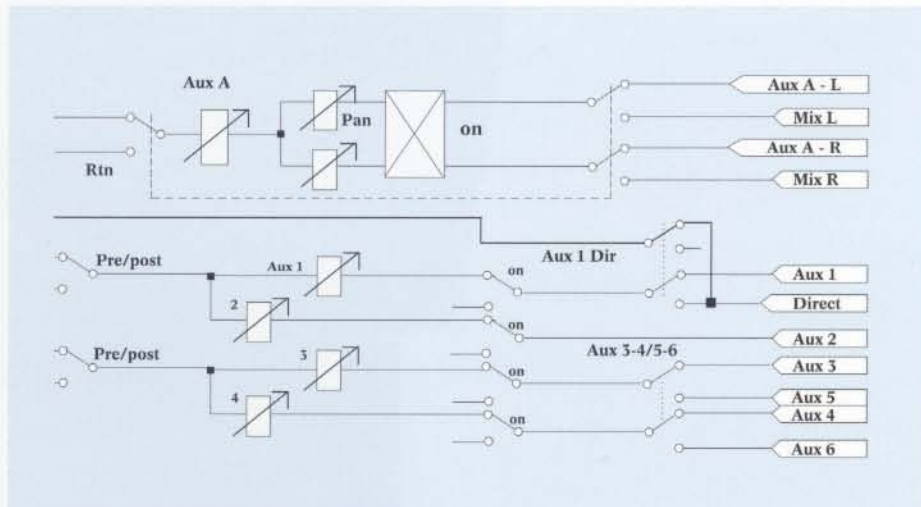 Aux A
Pan
on
Rtn
Aux A - L
Mix L
Aux A - R
Mix R
Aux 1 Dir
Pre/post
Aux 1
on
Aux 1
2
Direct
on
Aux 2
Pre/post
3
Aux 3-4/5-6
Aux 3
on
4
Aux 5
on
Aux 4
Aux 6